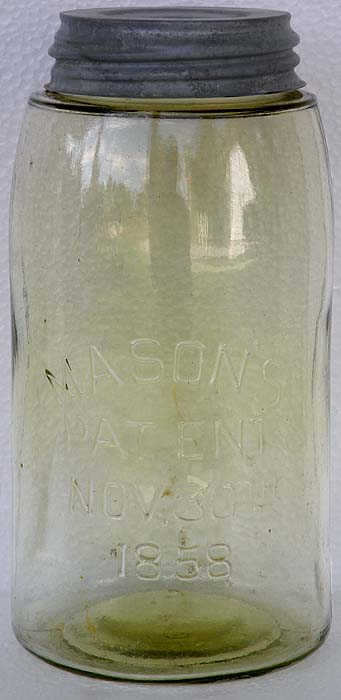 MASON'S
PATENT
NOV. 30TH
1858